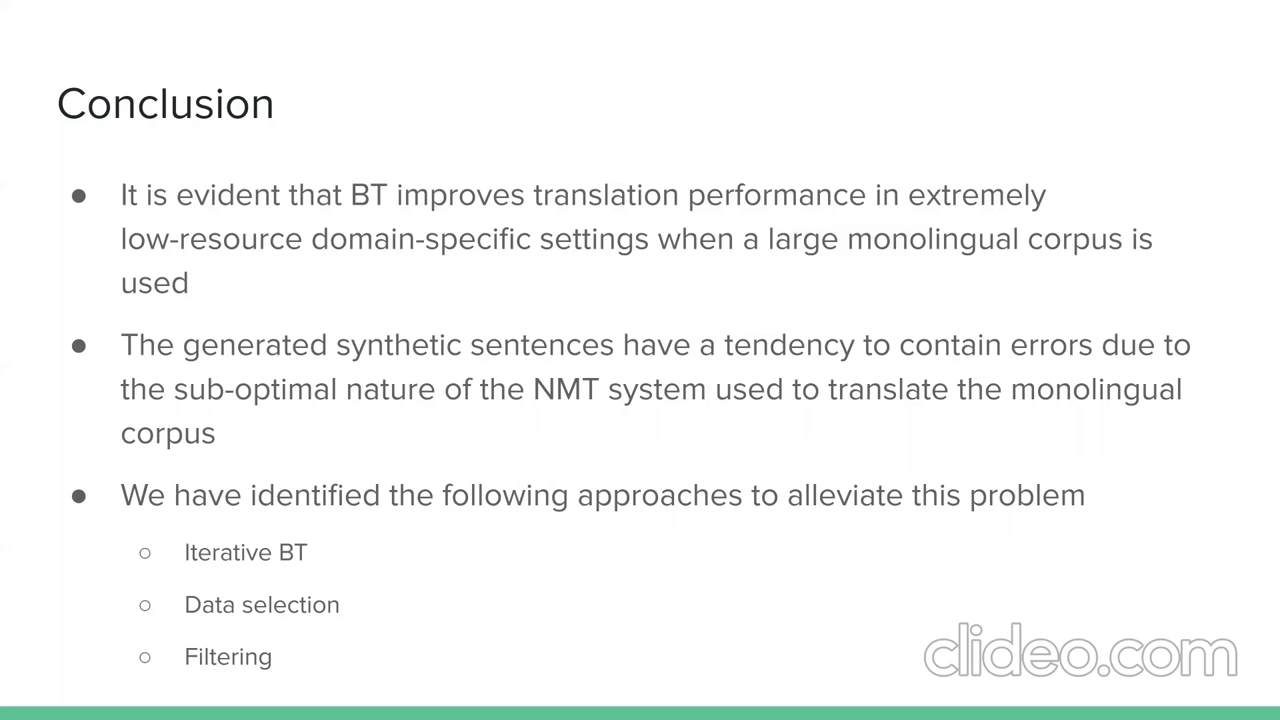 Conclusion
● It is evident that BT improves translation performance in extremely
low-resource domain-specific settings when a large monolingual corpus is
used
● The generated synthetic sentences have a tendency to contain errors due to
the sub-optimal nature of the NMT system used to translate the monolingual
corpus
● We have identified the following approaches to alleviate this problem
○ Iterative BT
○ Data selection
○ Filtering
clideo.com